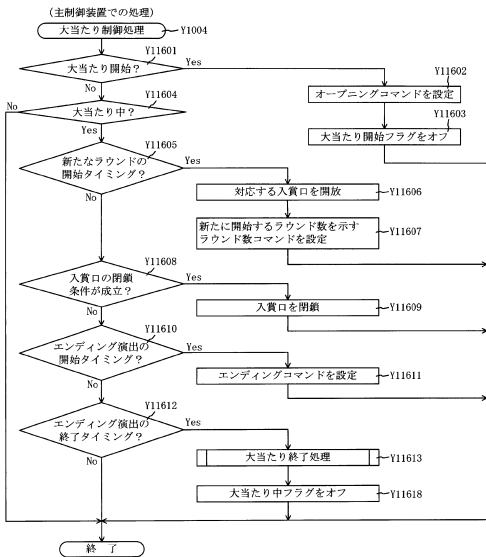 (主制御装置での処理)
大当たり制御処理
Y1004
Y11601
大当たり開始?
Yes
No
Y11602
オープニングコマンドを設定
Y11603
大当たり開始フラグをオフ
Y11604
大当たり中?
No
Yes
Y11605
新たなラウンドの
開始タイミング?
Yes
No
対応する入賞口を開放
Y11606
新たに開始するラウンド数を示す
ラウンド数コマンドを設定
Y11607
Y11608
入賞口の閉鎖
条件が成立?
Yes
No
入賞口を閉鎖
Y11609
Y11610
エンディング演出の
開始タイミング?
Yes
No
エンディングコマンドを設定
Y11611
Y11612
エンディング演出の
終了タイミング?
Yes
No
大当たり終了処理
Y11613
大当たり中フラグをオフ
Y11618
終了